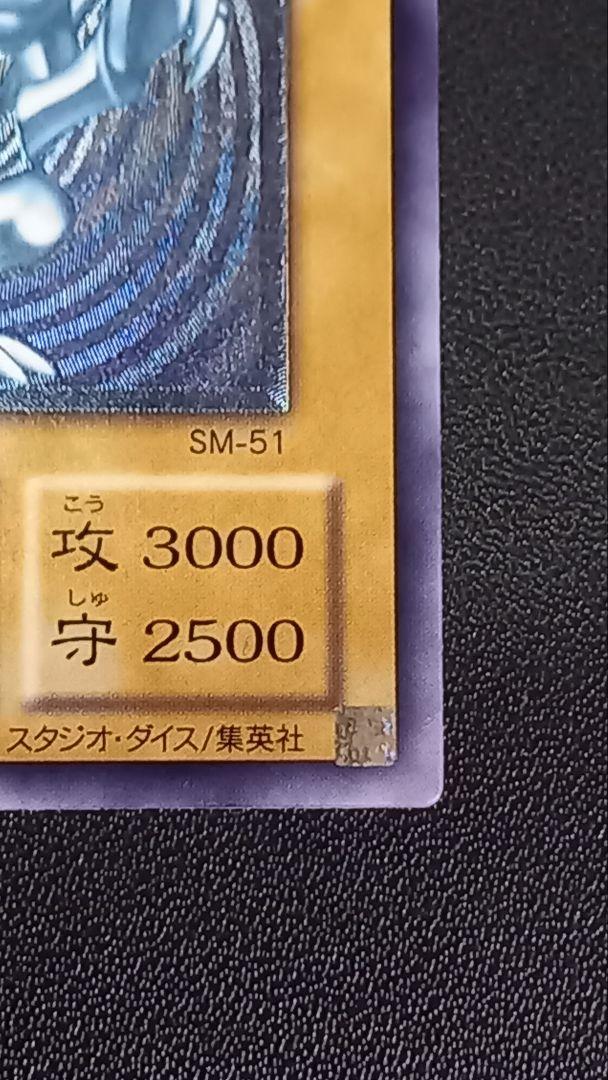 SM-51
こう
攻 3000
しゅ
守 2500
スタジオ・ダイス/集英社